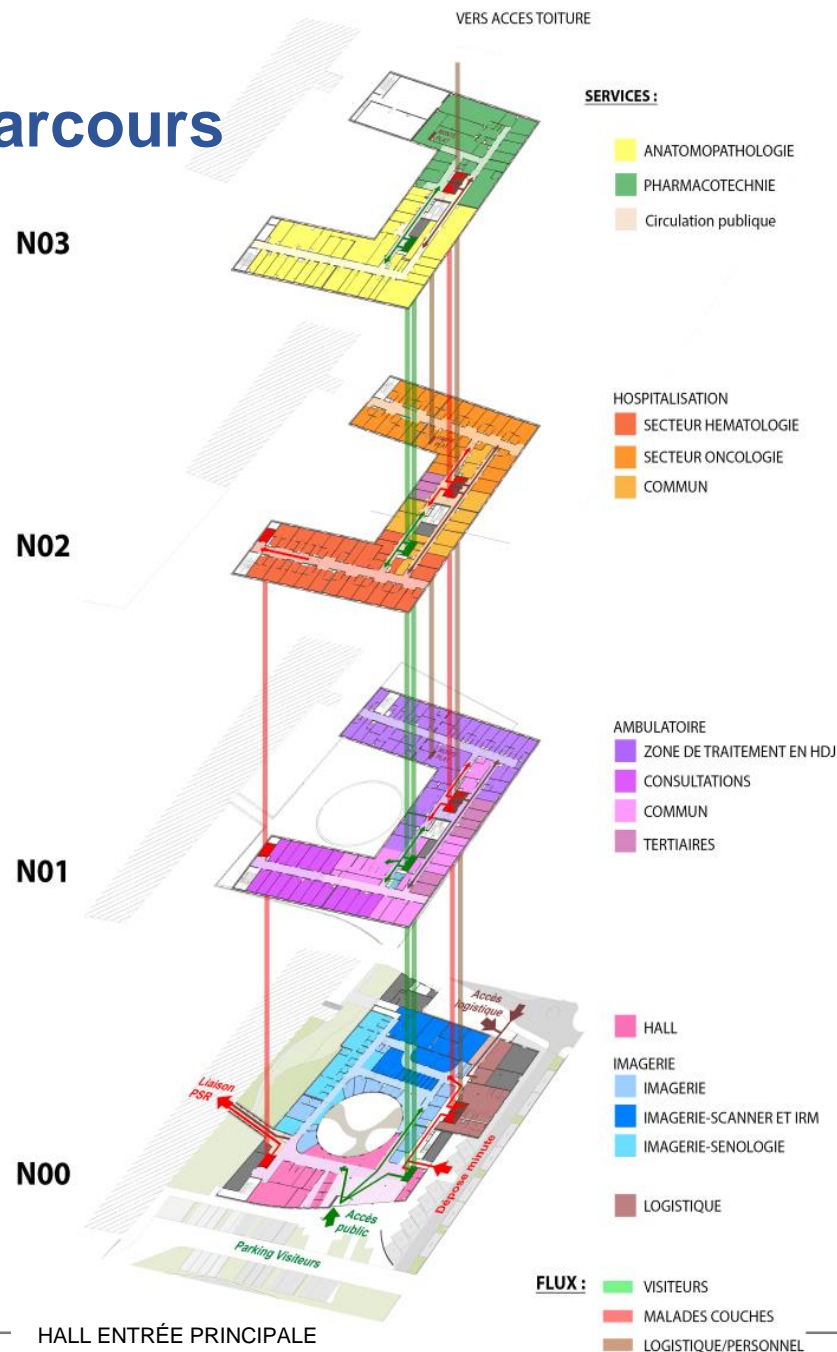 VERS ACCES TOITURE
arcours
SERVICES :
ANATOMOPATHOLOGIE
PHARMACOTECHNIE
Circulation publique
N03
HOSPITALISATION
SECTEUR HEMATOLOGIE
SECTEUR ONCOLOGIE
COMMUN
N02
AMBULATOIRE
ZONE DE TRAITEMENT EN HDJ
CONSULTATIONS
COMMUN
TERTIAIRES
N01
Accès
logistique
HALL
IMAGERIE
IMAGERIE
IMAGERIE-SCANNER ET IRM
IMAGERIE-SENOLOGIE
LOGISTIQUE
Liaison
PSR
N00
Dépose minute
Accès
public
Parking Visiteurs
FLUX :
VISITEURS
MALADES COUCHES
LOGISTIQUE/PERSONNEL
HALL ENTRÉE PRINCIPALE